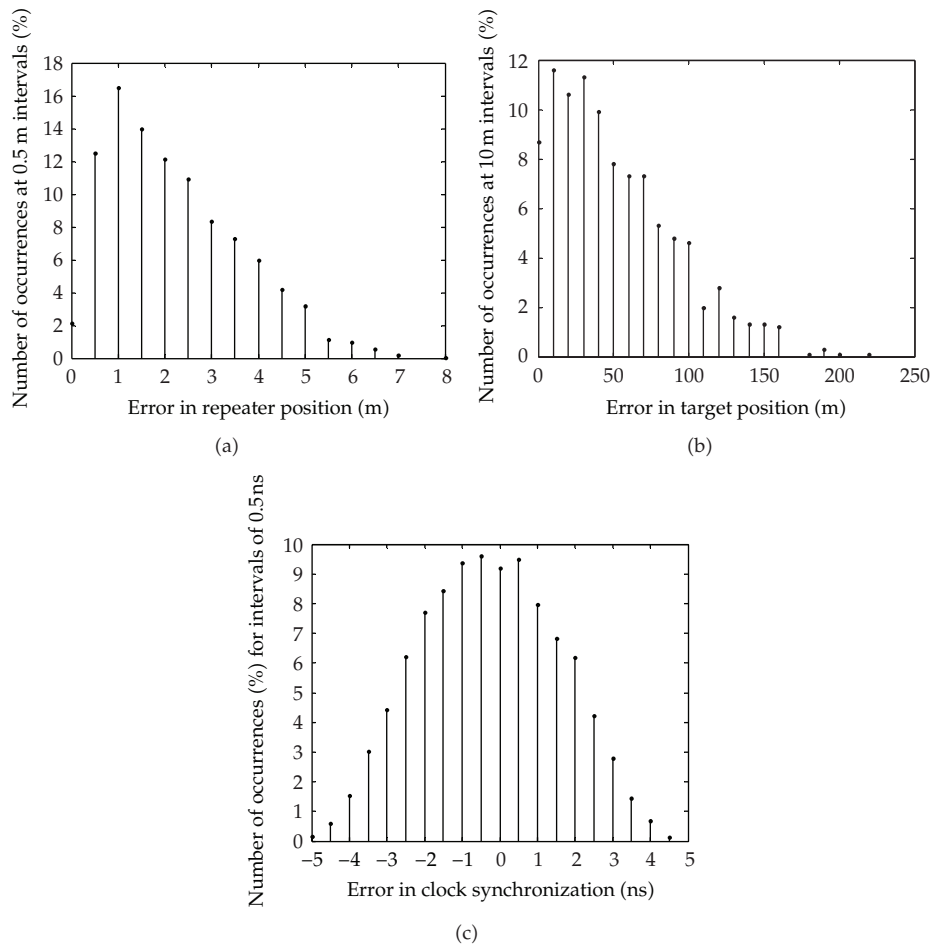 Number of occurrences at 0.5 m intervals (%)
18
16
14
12
10
8
6
4
2
0
0 1 2 3 4 5 6 7 8
Error in repeater position (m)
(a)
Number of occurrences at 10 m intervals (%)
12
10
8
6
4
2
0
0 50 100 150 200 250
Error in target position (m)
(b)
Number of occurrences (%) for intervals of 0.5 ns
10
9
8
7
6
5
4
3
2
1
0
−5 −4 −3 −2 −1 0 1 2 3 4 5
Error in clock synchronization (ns)
(c)